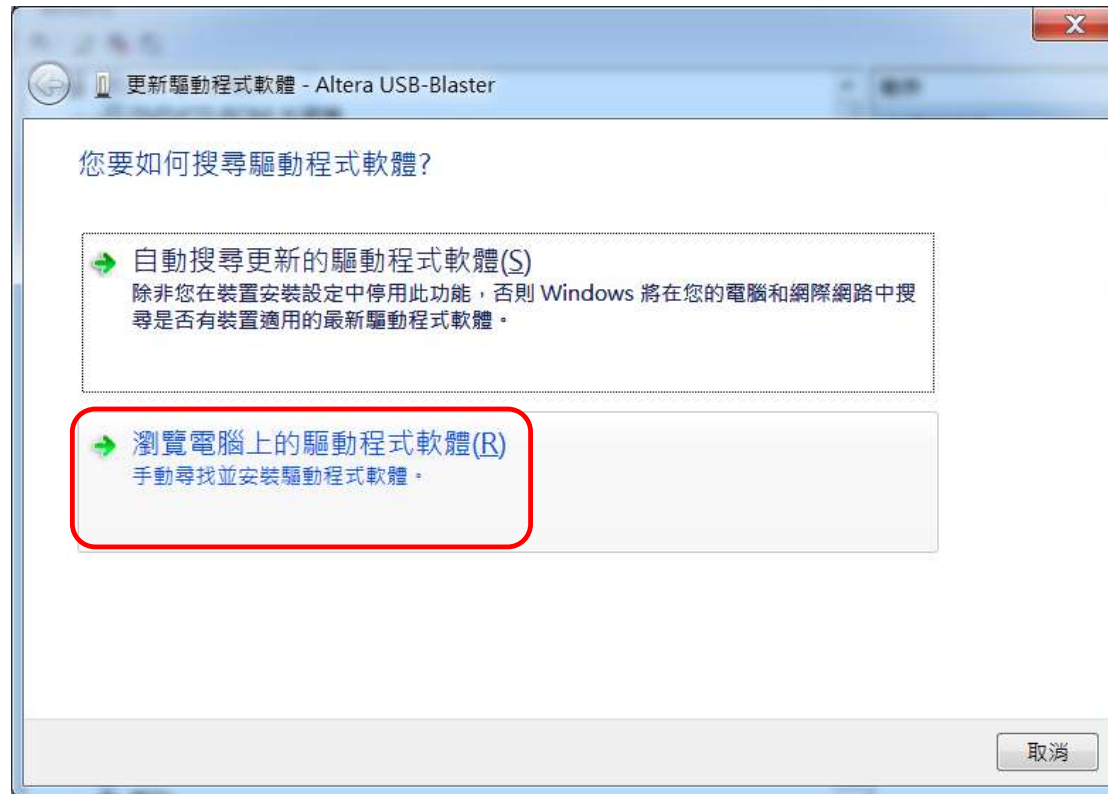 更新驅動程式軟體 - Altera USB-Blaster
您要如何搜尋驅動程式軟體?
自動搜尋更新的驅動程式軟體(S)
除非您在裝置安裝設定中停用此功能，否則 Windows 將在您的電腦和網際網路中搜
尋是否有裝置適用的最新驅動程式軟體。
瀏覽電腦上的驅動程式軟體(R)
手動尋找並安裝驅動程式軟體。
取消